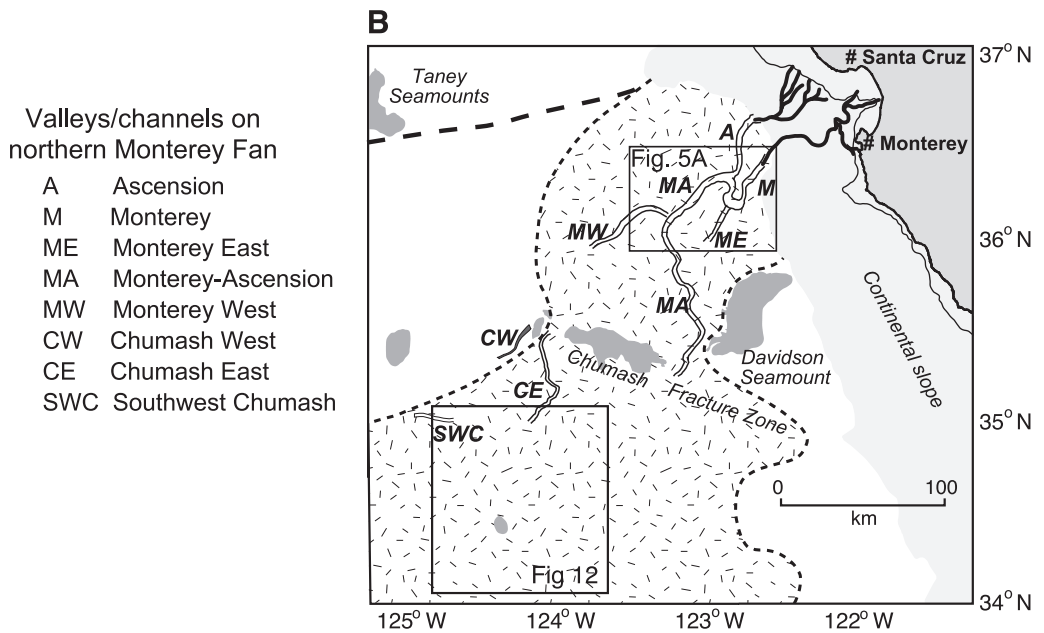 B
Valleys/channels on
northern Monterey Fan
A Ascension
M Monterey
ME Monterey East
MA Monterey-Ascension
MW Monterey West
CW Chumash West
CE Chumash East
SWC Southwest Chumash
Taney
Seamounts
# Santa Cruz
# Monterey
A
Fig. 5A
MA
M
MW
ME
MA
CW
Chumash
Fracture Zone
Davidson
Seamount
Continental slope
CE
SWC
0 100
km
Fig 12
37° N
36° N
35° N
34° N
125° W 124° W 123° W 122° W